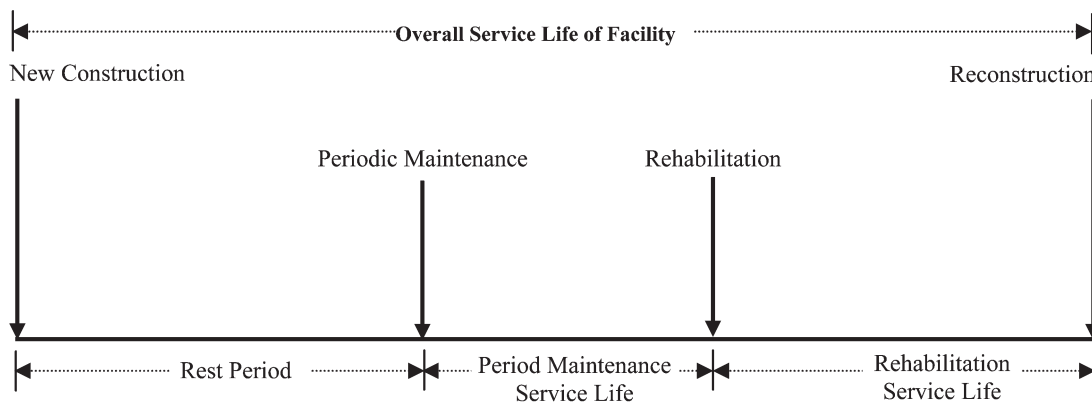 Overall Service Life of Facility
New Construction
Reconstruction
Periodic Maintenance
Rehabilitation
Rest Period
Period Maintenance
Service Life
Rehabilitation
Service Life